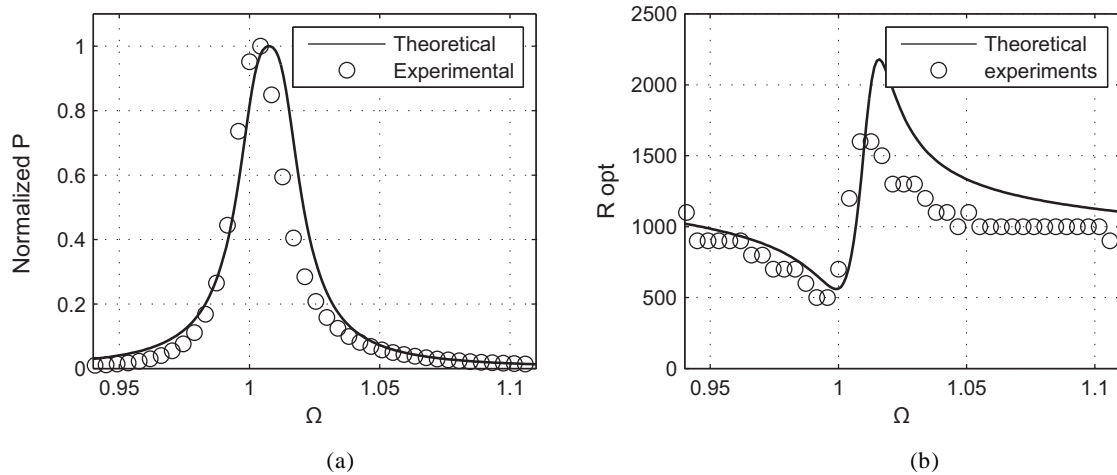 Normalized P
1
0.8
0.6
0.4
0.2
0
Theoretical
Experimental
0.95
1
1.05
1.1
Ω
(a)
R opt
2500
2000
1500
1000
500
0
Theoretical
experiments
0.95
1
1.05
1.1
Ω
(b)